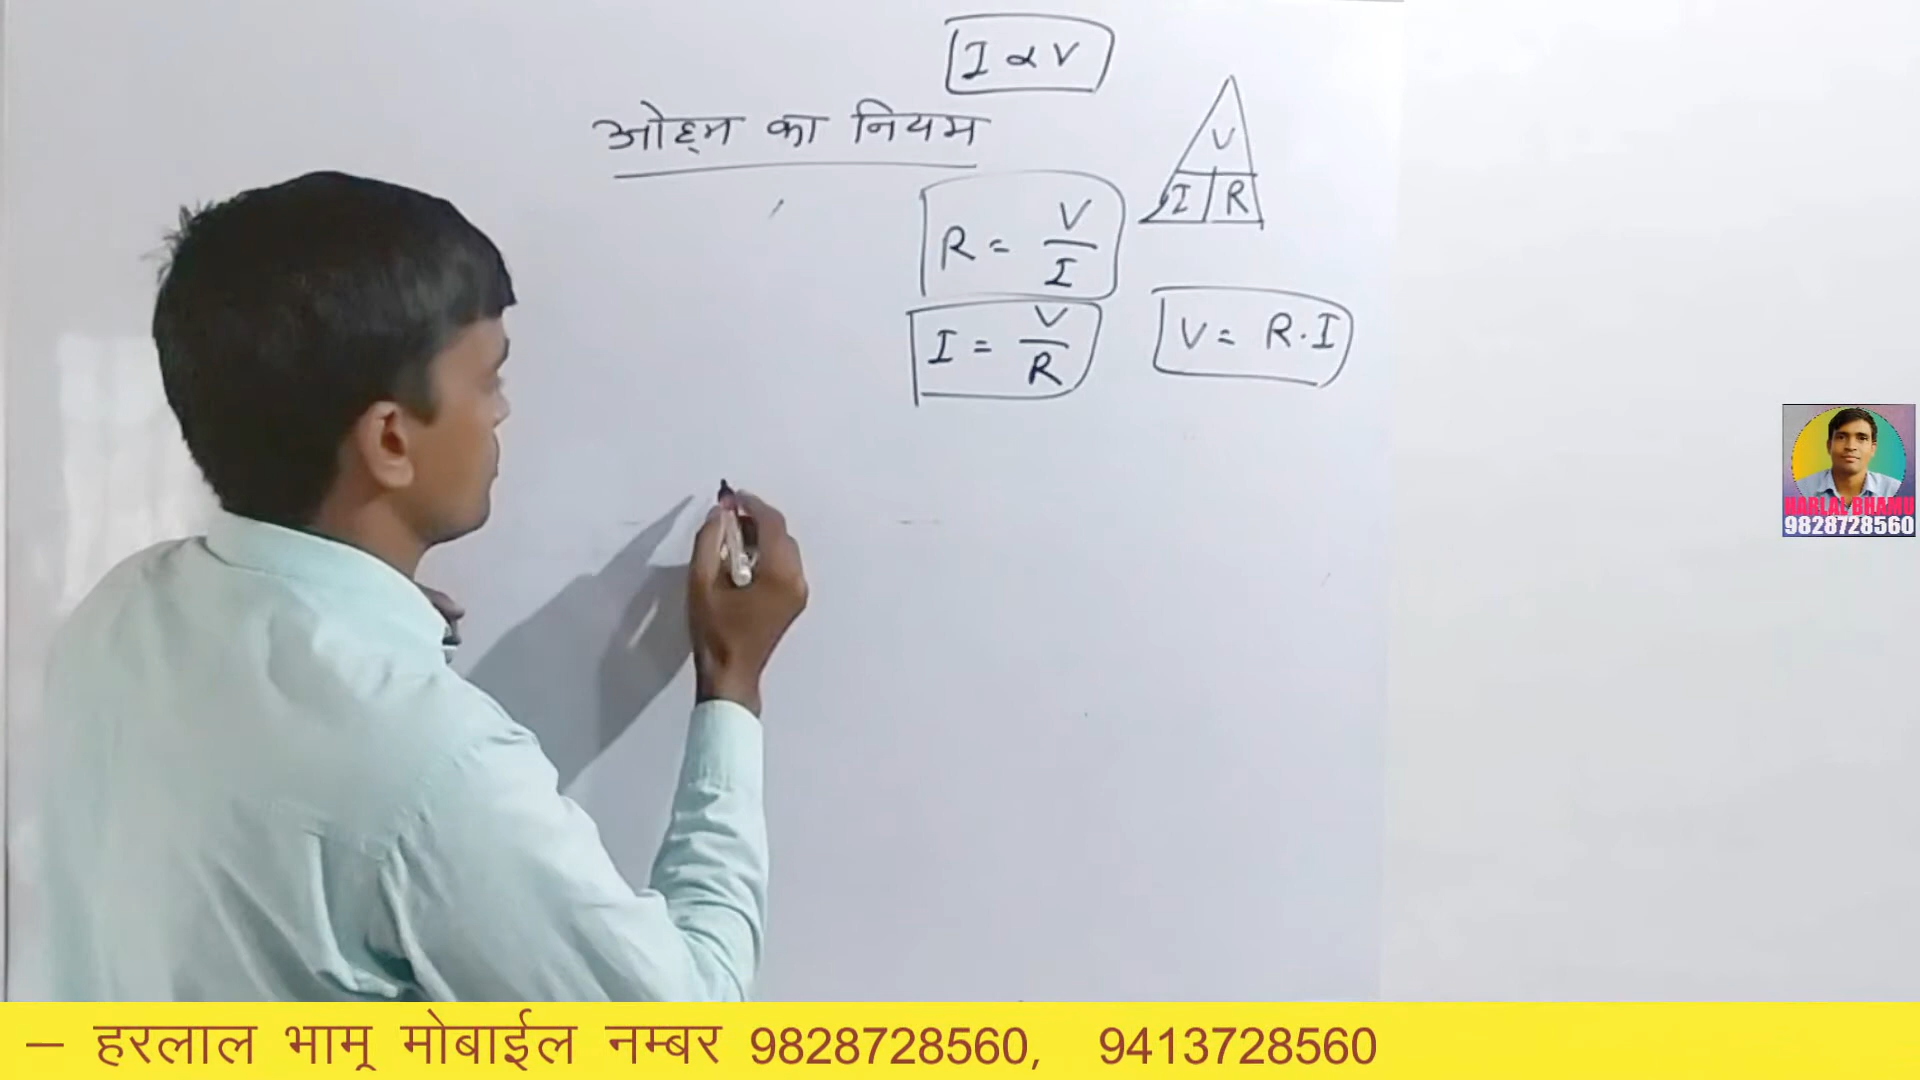 I ∝ V
ओह्म का नियम
V
I R
R = V/I
I = V/R
V = R.I
HARLAL BHAMU
9828728560
– हरलाल भामू मोबाईल नम्बर 9828728560, 9413728560